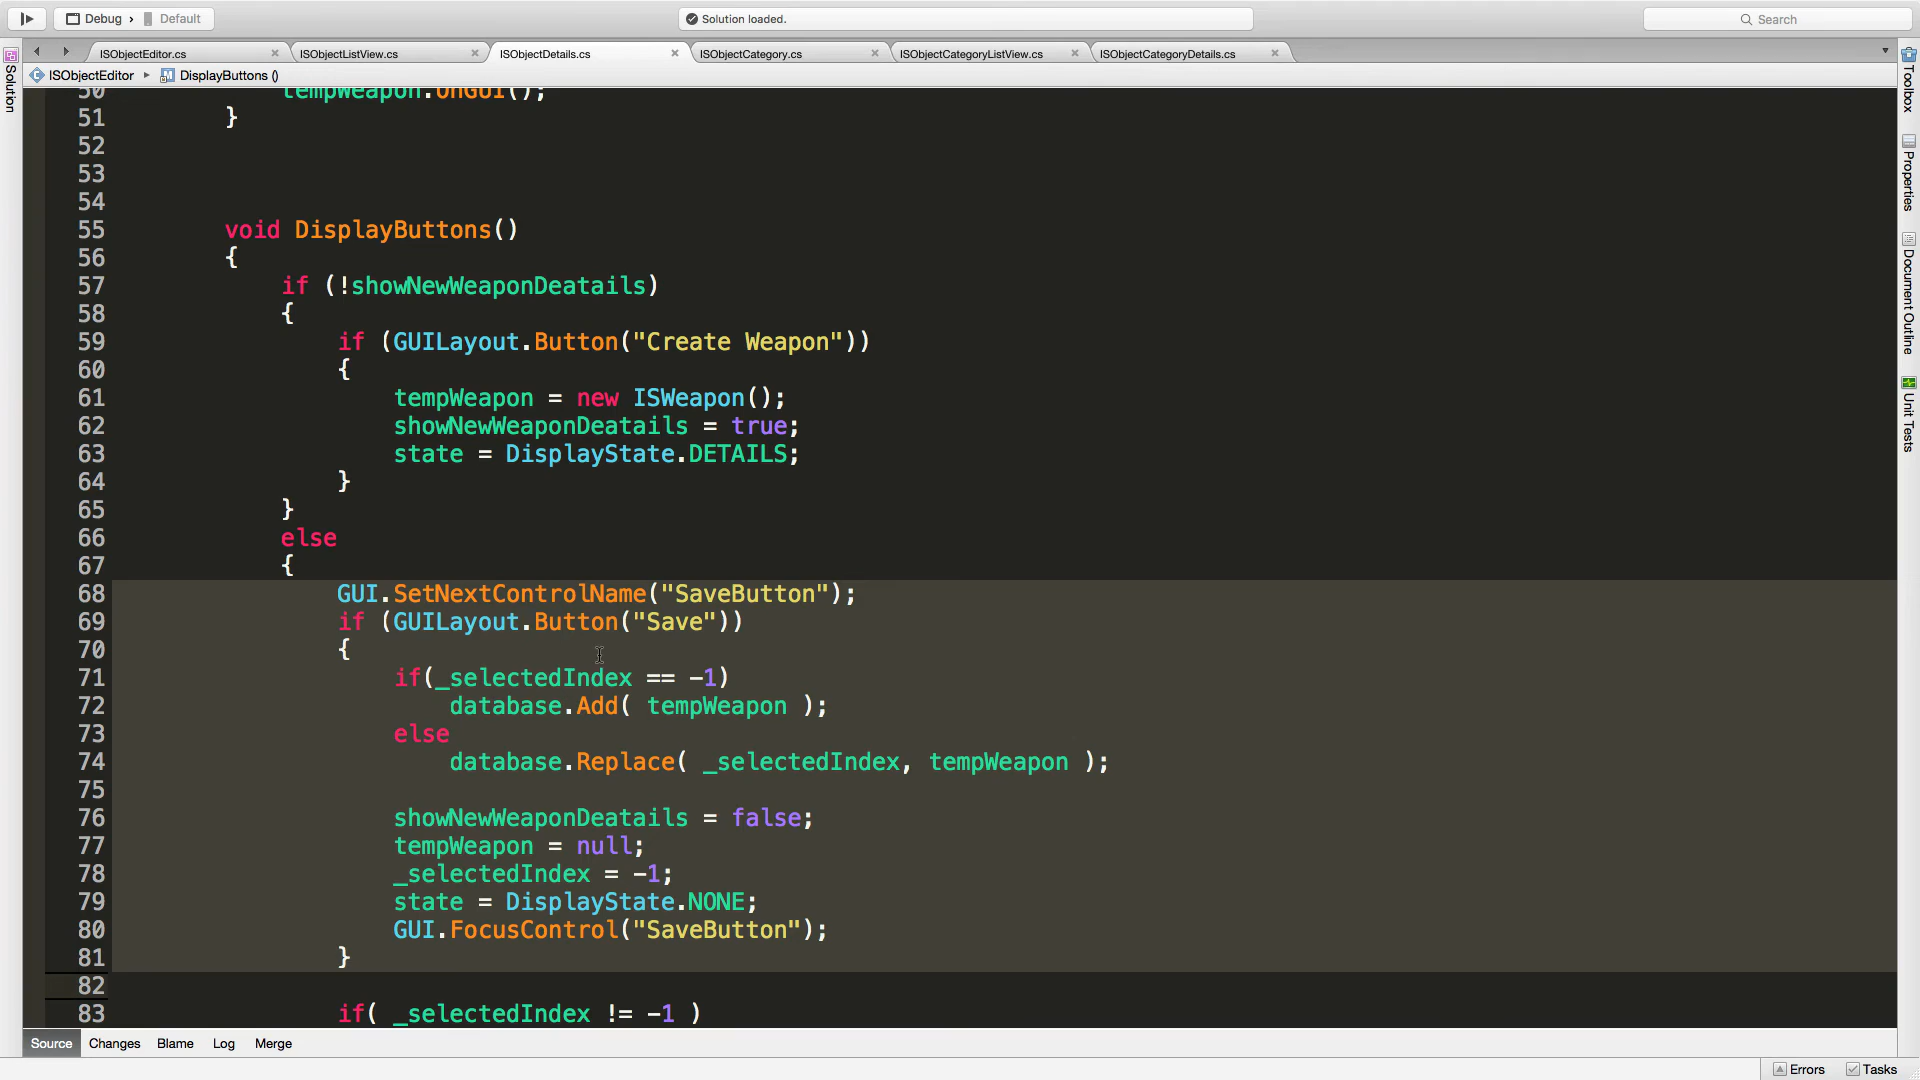 Debug › Default
Solution loaded.
Search
ISObjectEditor.cs
ISObjectListView.cs
ISObjectDetails.cs
ISObjectCategory.cs
ISObjectCategoryListView.cs
ISObjectCategoryDetails.cs
ISObjectEditor ▸ DisplayButtons ()
Solution
Toolbox
Properties
Document Outline
Unit Tests
50 tempWeapon.OnGUI();
51 }
52
53
54
55 void DisplayButtons()
56 {
57 if (!showNewWeaponDeatails)
58 {
59 if (GUILayout.Button("Create Weapon"))
60 {
61 tempWeapon = new ISWeapon();
62 showNewWeaponDeatails = true;
63 state = DisplayState.DETAILS;
64 }
65 }
66 else
67 {
68 GUI.SetNextControlName("SaveButton");
69 if (GUILayout.Button("Save"))
70 {
71 if(_selectedIndex == -1)
72 database.Add( tempWeapon );
73 else
74 database.Replace( _selectedIndex, tempWeapon );
75
76 showNewWeaponDeatails = false;
77 tempWeapon = null;
78 _selectedIndex = -1;
79 state = DisplayState.NONE;
80 GUI.FocusControl("SaveButton");
81 }
82
83 if( _selectedIndex != -1 )
Source Changes Blame Log Merge
Errors Tasks